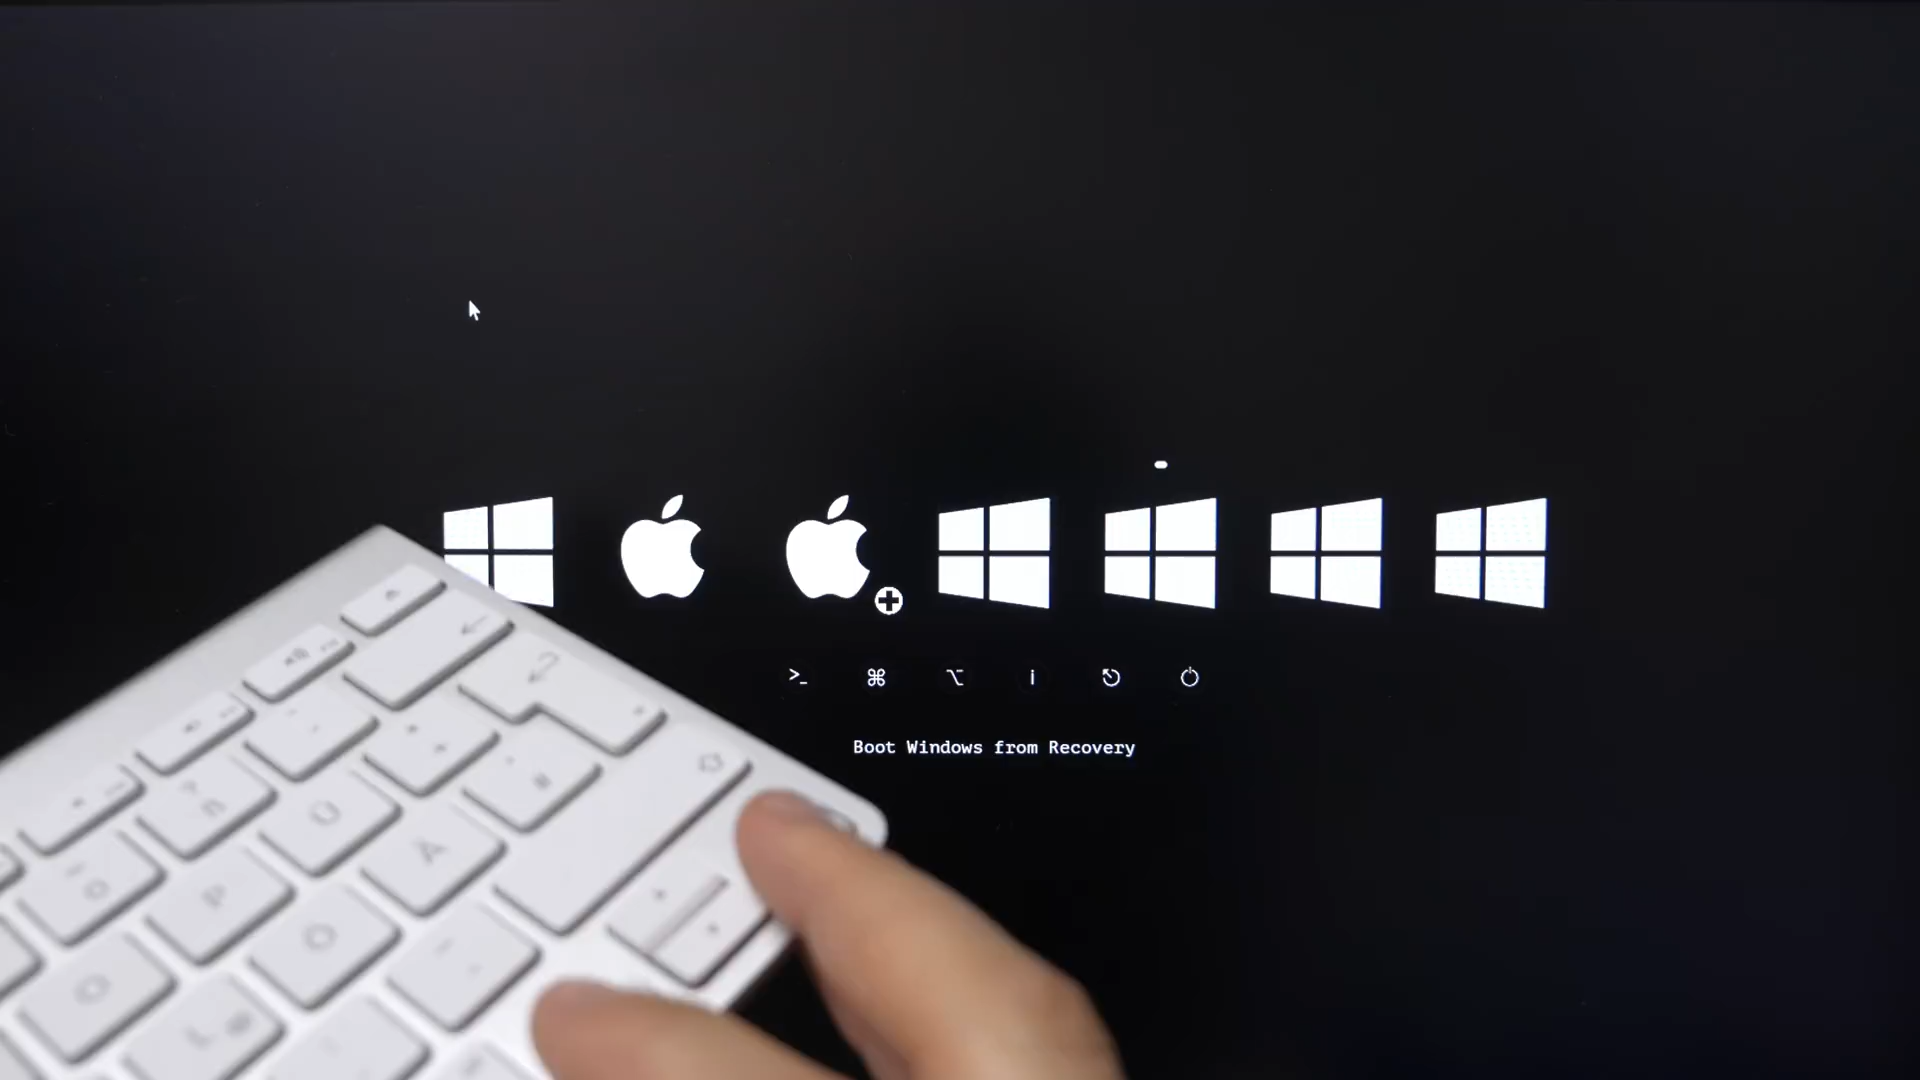 >_ ⌘ ⌥ i
Boot Windows from Recovery
Ü
Ä
P
Ö
O
L @